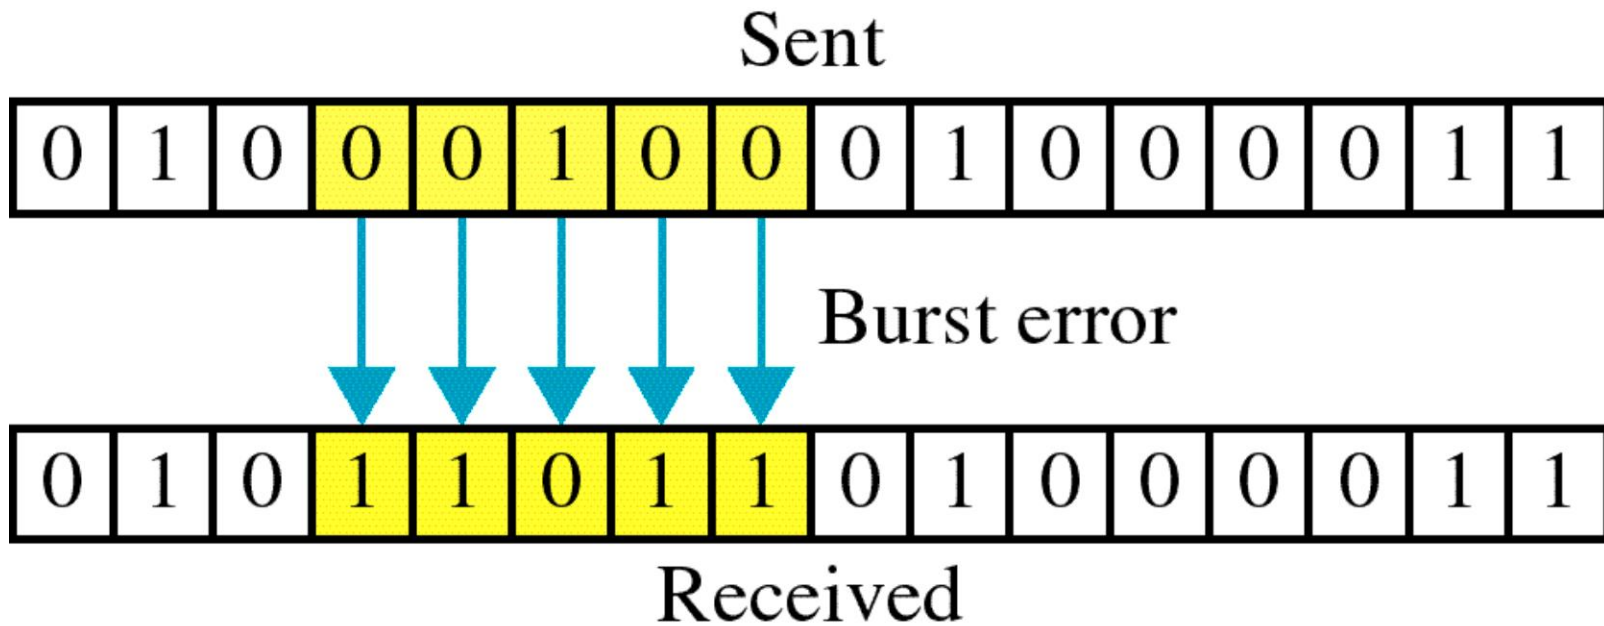 Sent
0 1 0 0 0 1 0 0 0 1 0 0 0 0 1 1
Burst error
0 1 0 1 1 0 1 1 0 1 0 0 0 0 1 1
Received